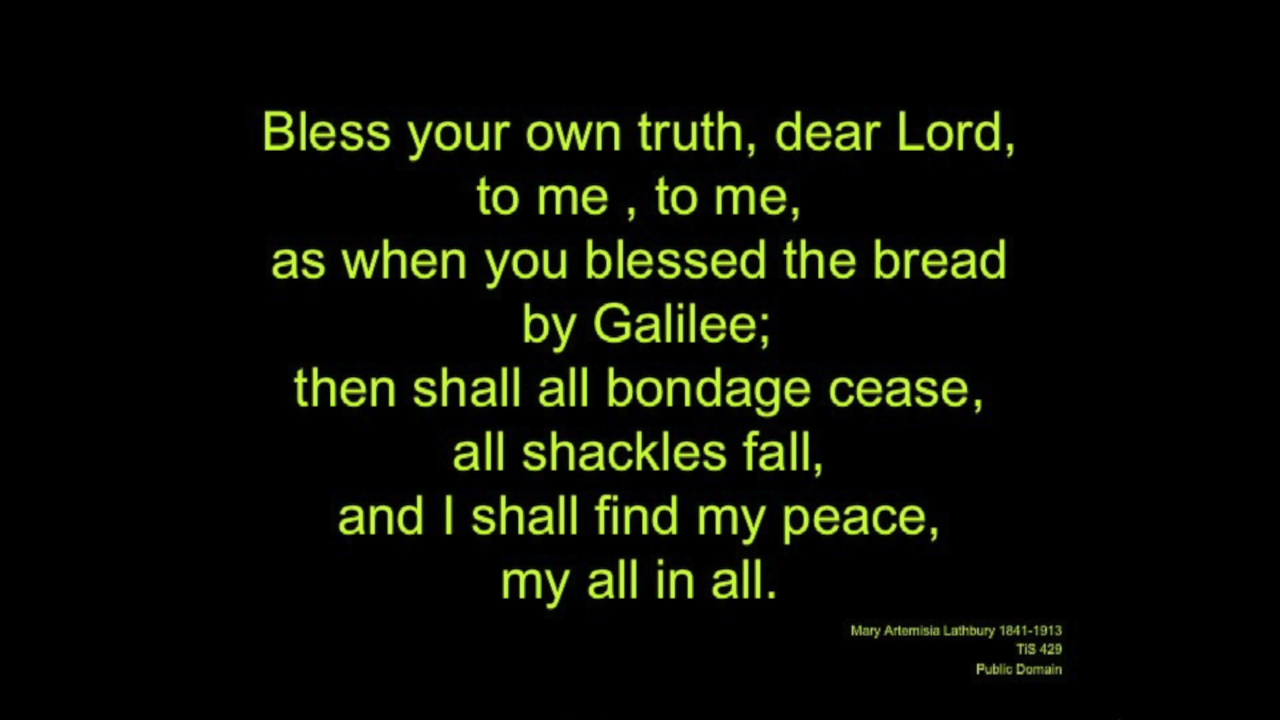 Bless your own truth, dear Lord,
to me , to me,
as when you blessed the bread
by Galilee;
then shall all bondage cease,
all shackles fall,
and I shall find my peace,
my all in all.
Mary Artemisia Lathbury 1841-1913
TiS 429
Public Domain